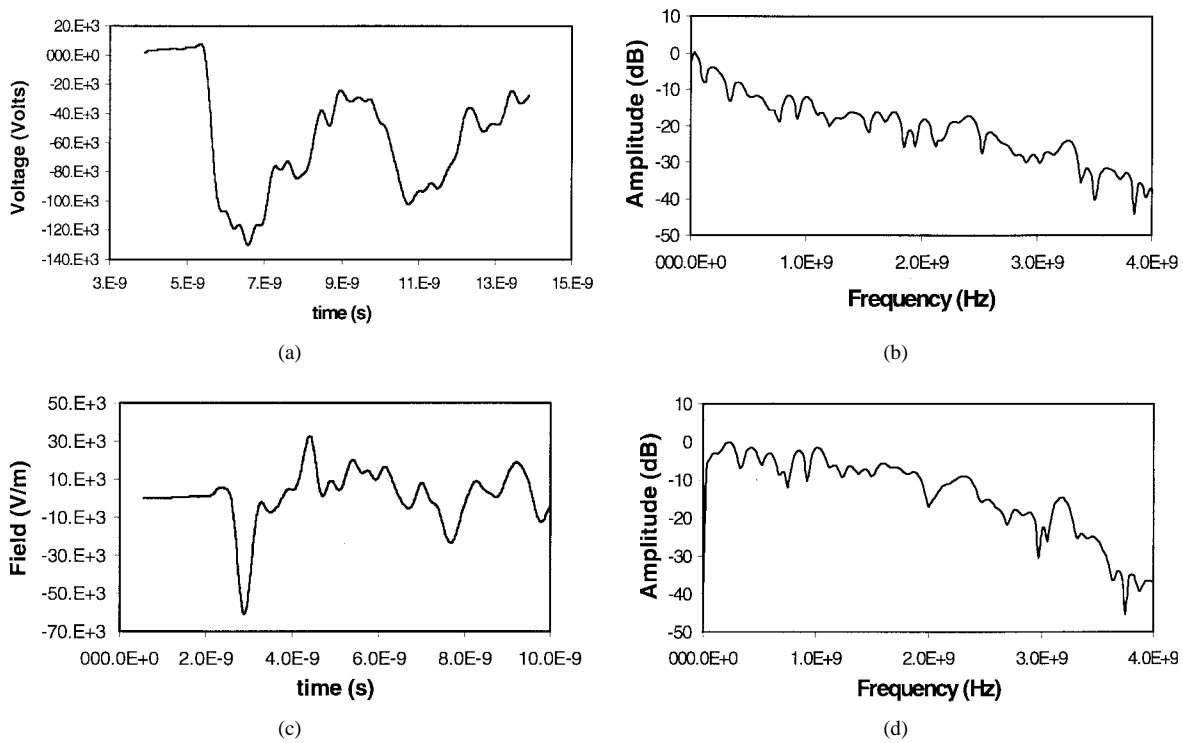 20.E+3
000.E+0
-20.E+3
-40.E+3
-60.E+3
-80.E+3
-100.E+3
-120.E+3
-140.E+3
Voltage (Volts)
3.E-9 5.E-9 7.E-9 9.E-9 11.E-9 13.E-9 15.E-9
time (s)
(a)
10
0
-10
-20
-30
-40
-50
Amplitude (dB)
000.0E+0 1.0E+9 2.0E+9 3.0E+9 4.0E+9
Frequency (Hz)
(b)
50.E+3
30.E+3
10.E+3
-10.E+3
-30.E+3
-50.E+3
-70.E+3
Field (V/m)
000.0E+0 2.0E-9 4.0E-9 6.0E-9 8.0E-9 10.0E-9
time (s)
(c)
10
0
-10
-20
-30
-40
-50
Amplitude (dB)
000.0E+0 1.0E+9 2.0E+9 3.0E+9 4.0E+9
Frequency (Hz)
(d)